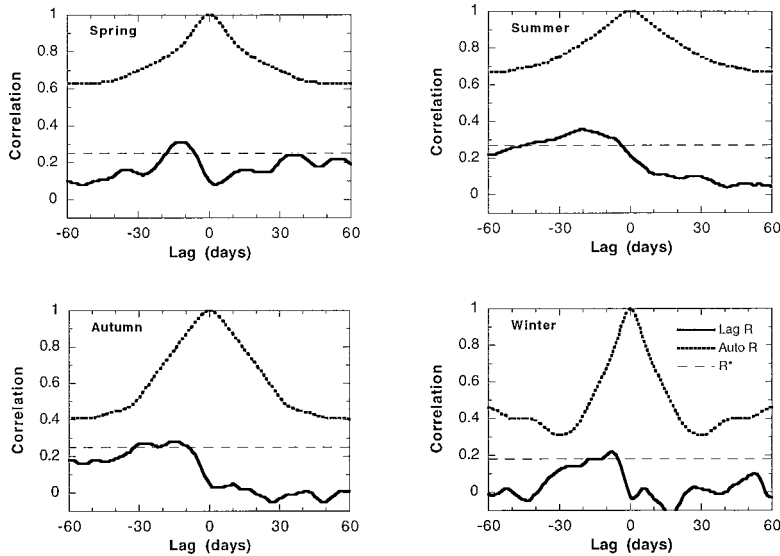 Spring
Correlation
1
0.8
0.6
0.4
0.2
0
-60 -30 0 30 60
Lag (days)
Summer
Correlation
1
0.8
0.6
0.4
0.2
0
-60 -30 0 30 60
Lag (days)
Autumn
Correlation
1
0.8
0.6
0.4
0.2
0
-60 -30 0 30 60
Lag (days)
Winter
Lag R
Auto R
R*
Correlation
1
0.8
0.6
0.4
0.2
0
-60 -30 0 30 60
Lag (days)